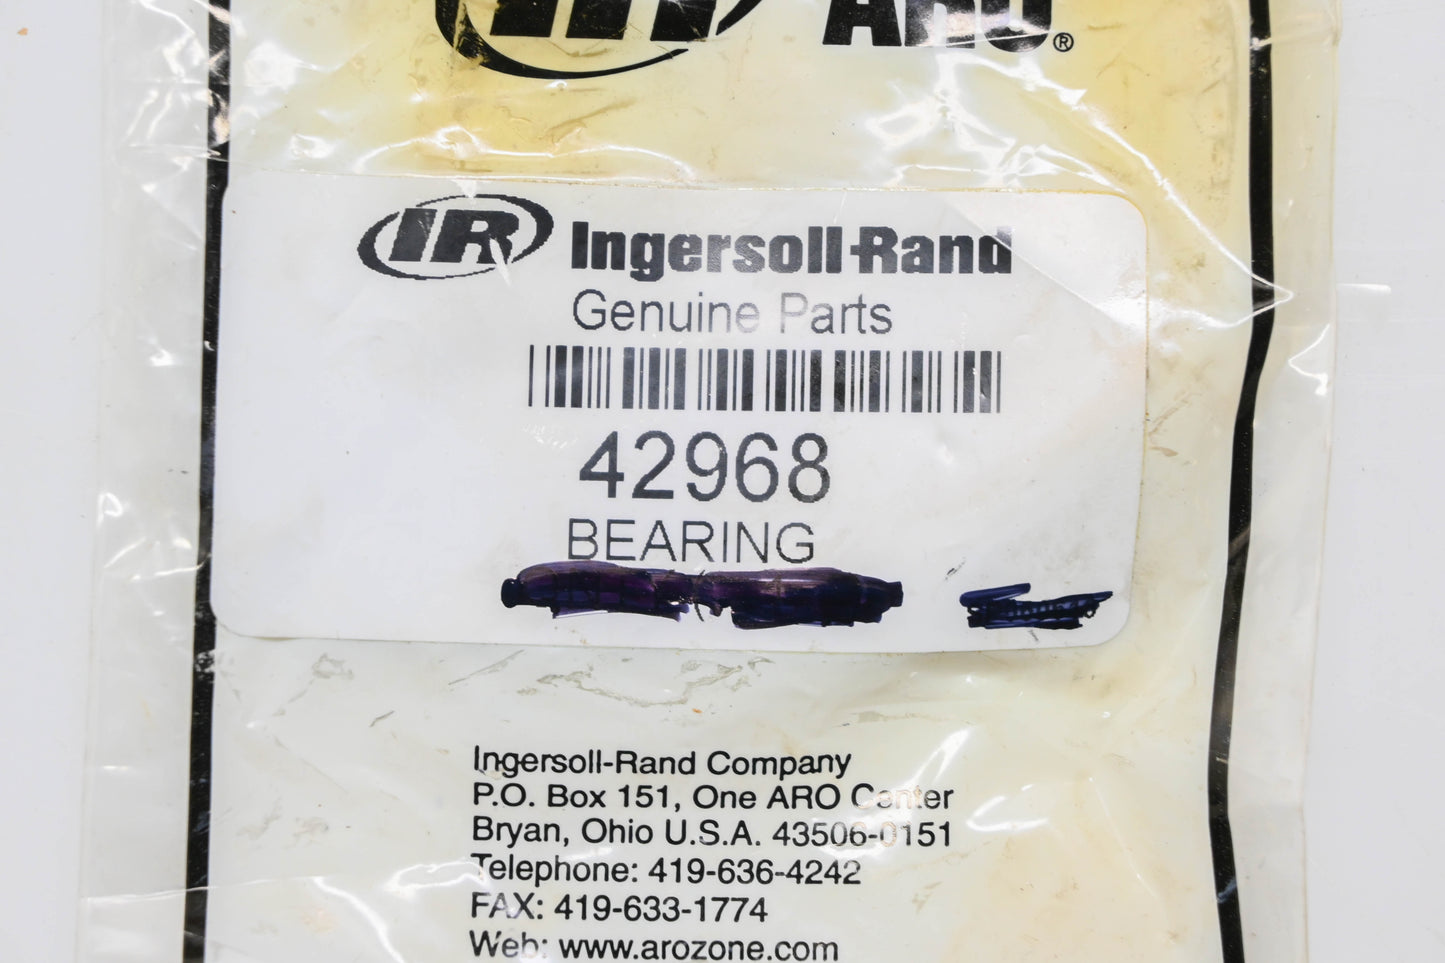 IR ARO®
IR Ingersoll-Rand
Genuine Parts
42968
BEARING
Ingersoll-Rand Company
P.O. Box 151, One ARO Center
Bryan, Ohio U.S.A. 43506-0151
Telephone: 419-636-4242
FAX: 419-633-1774
Web: www.arozone.com